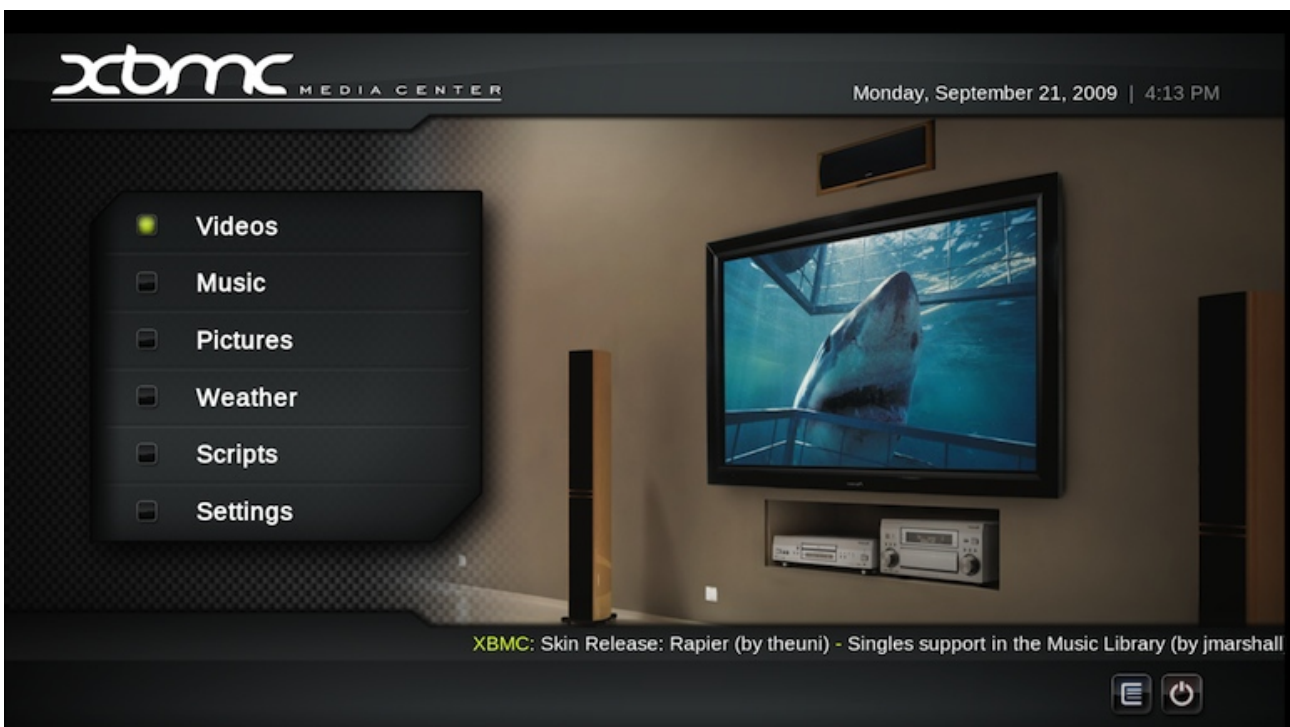 xbmc MEDIA CENTER
Monday, September 21, 2009 | 4:13 PM
Videos
Music
Pictures
Weather
Scripts
Settings
XBMC: Skin Release: Rapier (by theuni) - Singles support in the Music Library (by jmarshall